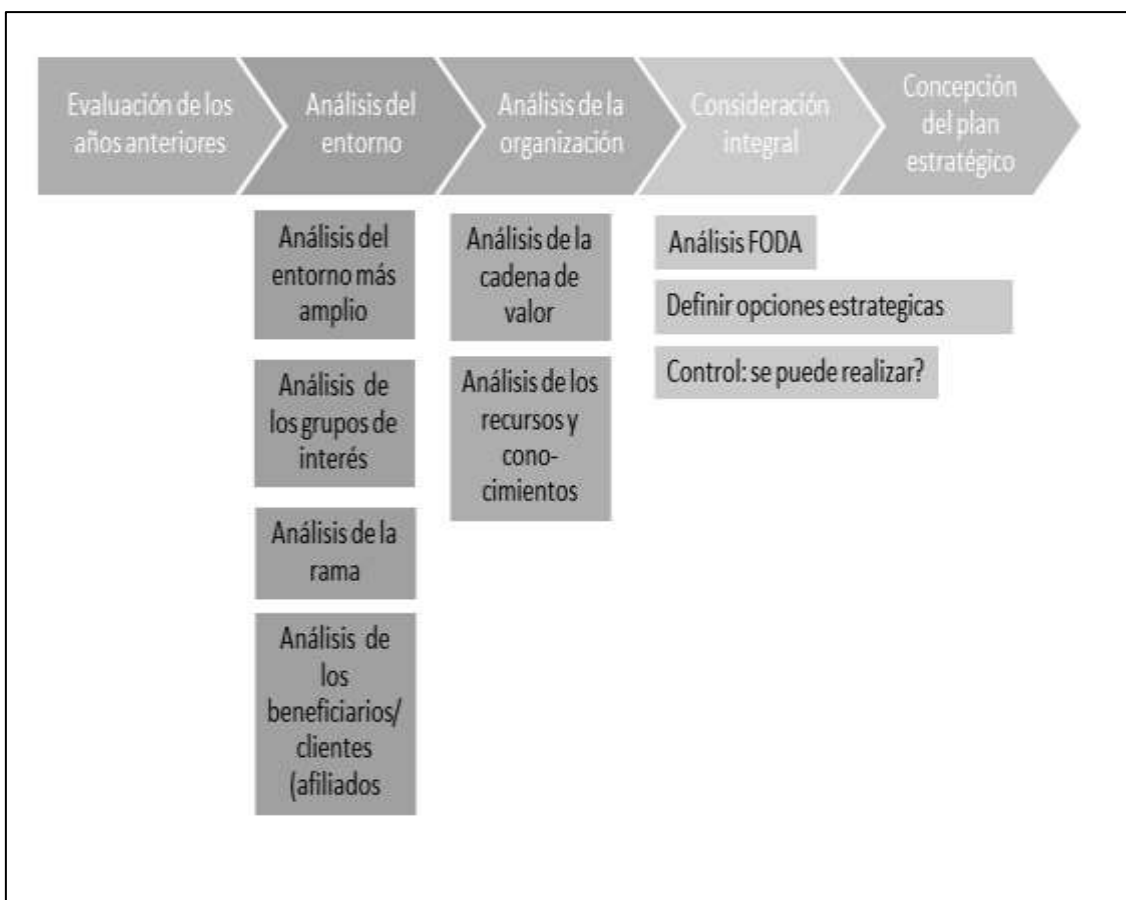 Evaluación de los
años anteriores
Análisis del
entorno
Análisis de la
organización
Consideración
integral
Concepción
del plan
estratégico
Análisis del
entorno más
amplio
Análisis de
los grupos de
interés
Análisis de la
rama
Análisis de
los
beneficiarios/
clientes
(afiliados
Análisis de la
cadena de
valor
Análisis de los
recursos y
cono-
cimientos
Análisis FODA
Definir opciones estrategicas
Control: se puede realizar?